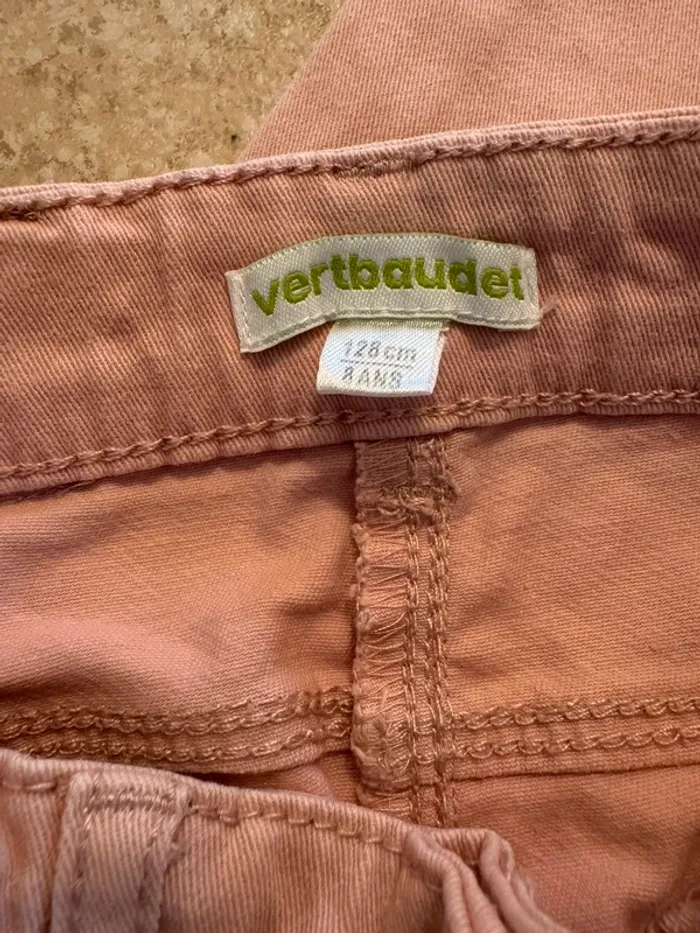 vertbaudet
128 cm
8 ANS